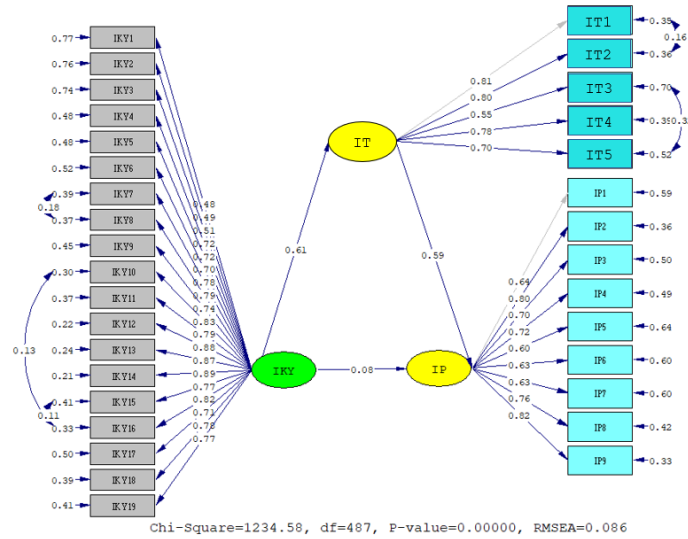 0.77 IKY1
0.76 IKY2
0.74 IKY3
0.48 IKY4
0.48 IKY5
0.52 IKY6
0.39 IKY7
0.18
0.37 IKY8
0.45 IKY9
0.30 IKY10
0.37 IKY11
0.22 IKY12
0.13
0.24 IKY13
0.21 IKY14
0.41 IKY15
0.11
0.33 IKY16
0.50 IKY17
0.39 IKY18
0.41 IKY19
0.48
0.49
0.51
0.72
0.72
0.70
0.78
0.79
0.74
0.83
0.79
0.88
0.87
0.89
0.77
0.82
0.71
0.78
0.77
IKY
0.61
0.08
IT
0.59
IP
0.81
0.80
0.55
0.78
0.70
IT1 0.38
0.16
IT2 0.36
IT3 0.70
IT4 0.39
IT5 0.52
0.64
0.80
0.70
0.72
0.60
0.63
0.63
0.76
0.82
IP1 0.59
IP2 0.36
IP3 0.50
IP4 0.49
IP5 0.64
IP6 0.60
IP7 0.60
IP8 0.42
IP9 0.33
Chi-Square=1234.58, df=487, P-value=0.00000, RMSEA=0.086